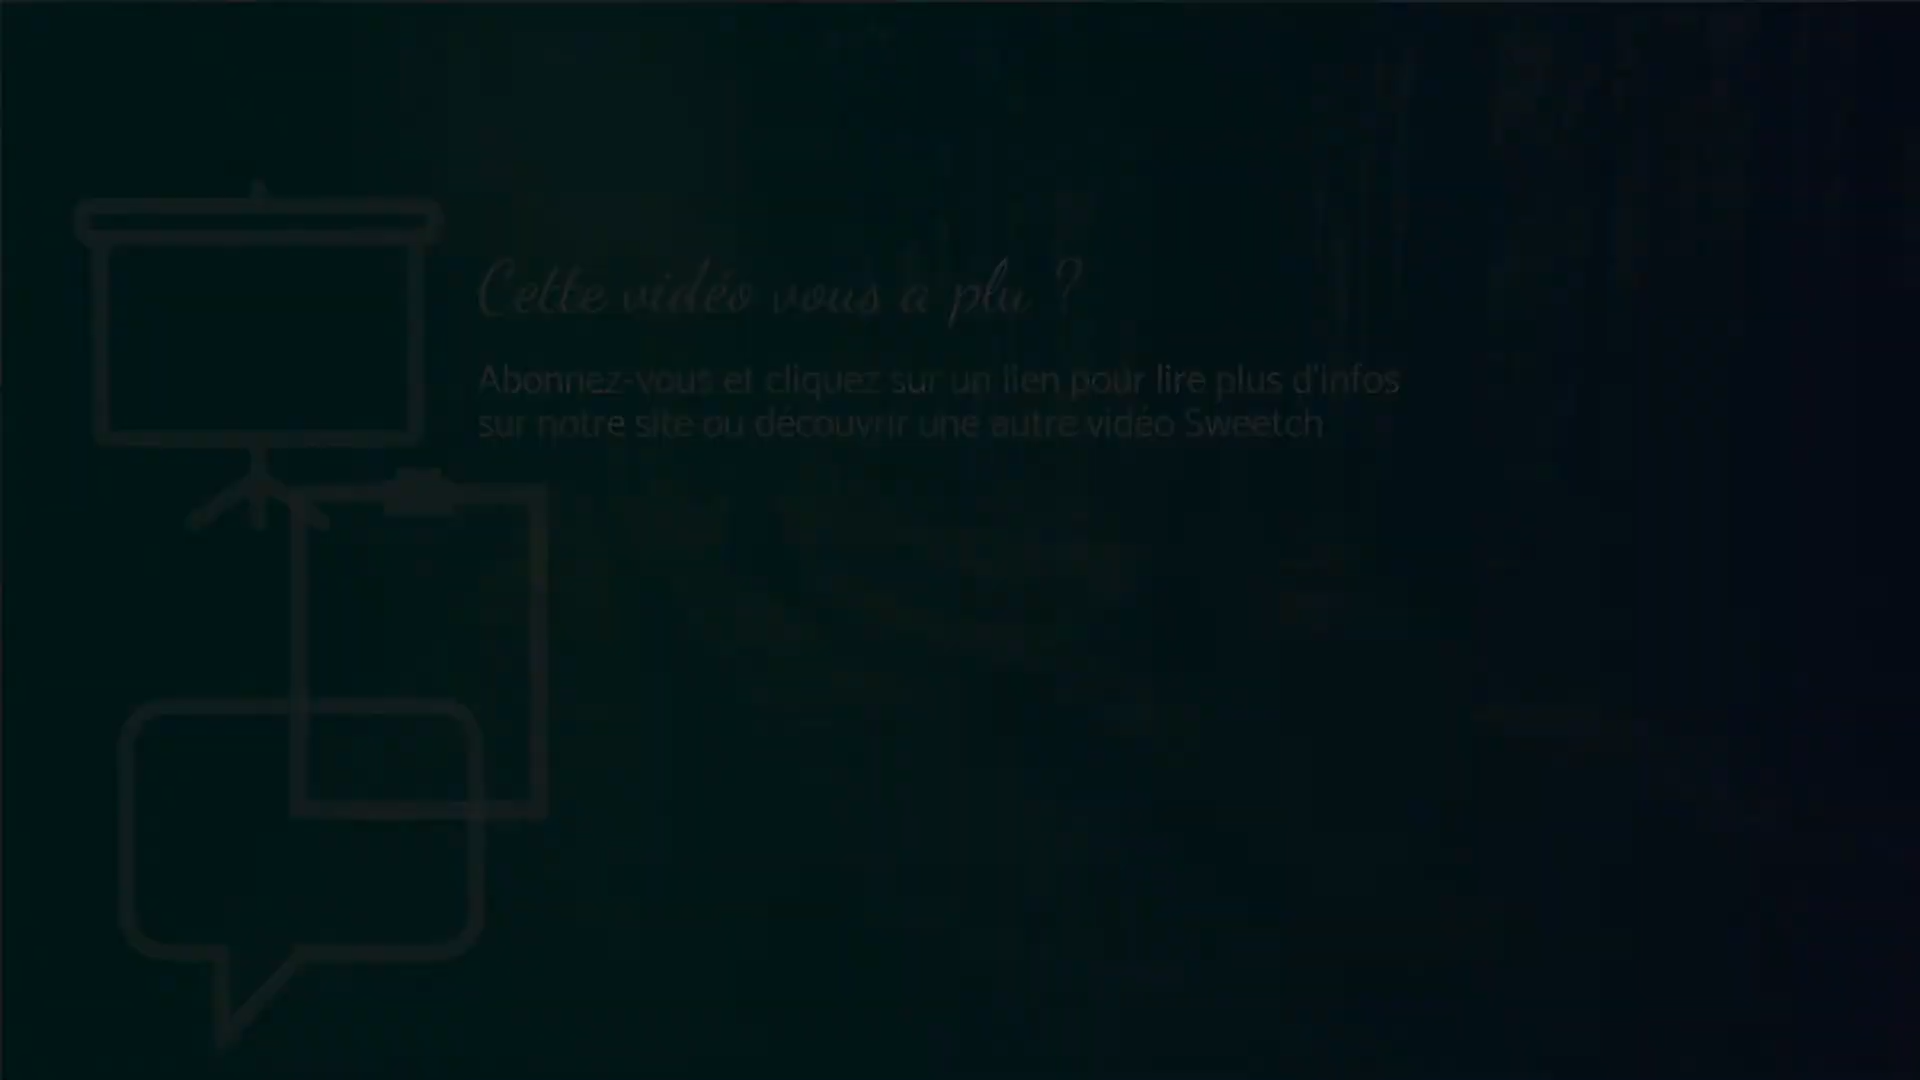 Cette vidéo vous a plu ?
Abonnez-vous et cliquez sur un lien pour lire plus d'infos
sur notre site ou découvrir une autre vidéo Sweetch